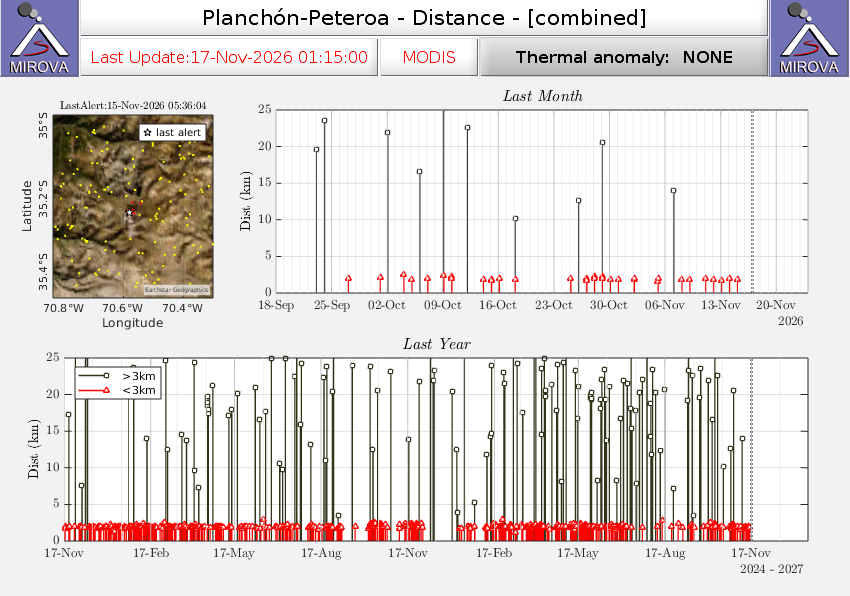 Planchón-Peteroa - Distance - [combined]
MIROVA
Last Update:17-Nov-2026 01:15:00
MODIS
Thermal anomaly: NONE
MIROVA
LastAlert:15-Nov-2026 05:36:04
last alert
35°S
35.2°S
35.4°S
Latitude
Earthstar Geographics
70.8°W 70.6°W 70.4°W
Longitude
Last Month
25
20
15
10
5
0
Dist (km)
18-Sep 25-Sep 02-Oct 09-Oct 16-Oct 23-Oct 30-Oct 06-Nov 13-Nov 20-Nov
2026
Last Year
>3km
<3km
25
20
15
10
5
0
Dist (km)
17-Nov 17-Feb 17-May 17-Aug 17-Nov 17-Feb 17-May 17-Aug 17-Nov
2024 - 2027